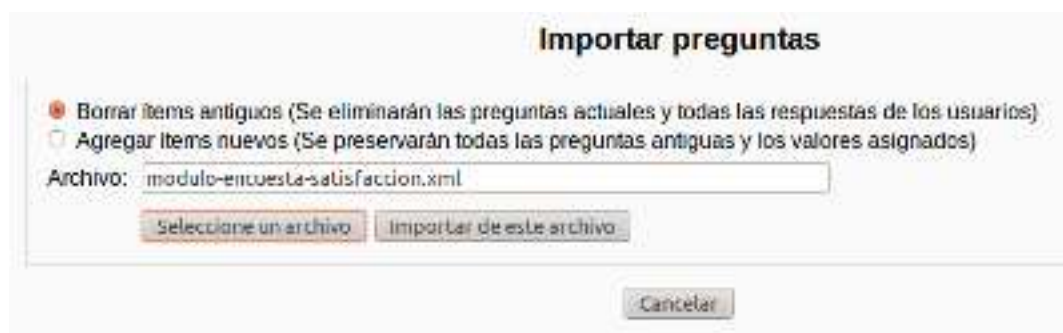 Importar preguntas
Borrar ítems antiguos (Se eliminarán las preguntas actuales y todas las respuestas de los usuarios)
Agregar ítems nuevos (Se preservarán todas las preguntas antiguas y los valores asignados)
Archivo: modulo-encuesta-satisfaccion.xml
Seleccione un archivo Importar de este archivo
Cancelar